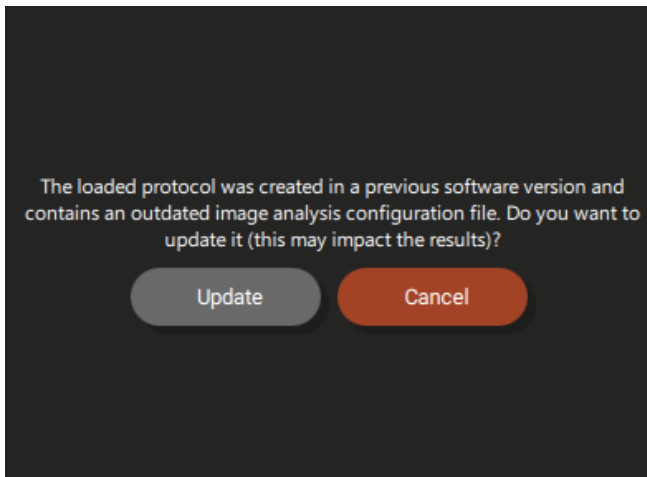 The loaded protocol was created in a previous software version and
contains an outdated image analysis configuration file. Do you want to
update it (this may impact the results)?
Update
Cancel